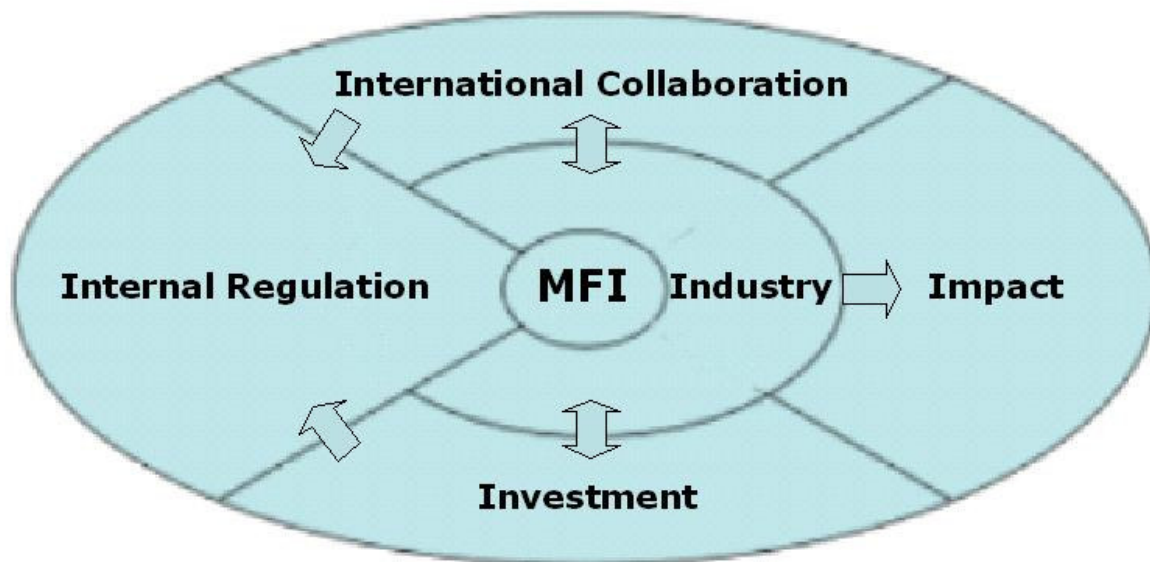 International Collaboration
Internal Regulation
MFI
Industry
Impact
Investment